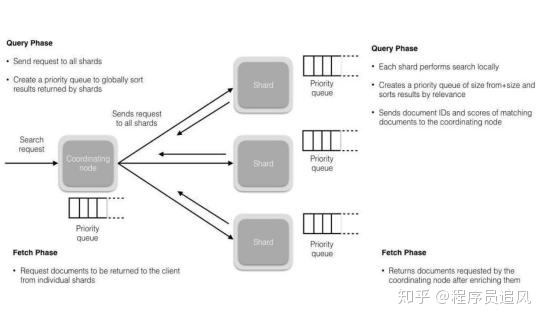 Query Phase
• Send request to all shards
• Create a priority queue to globally sort
results returned by shards
Sends request
to all shards
Search
request
Coordinating
node
Priority
queue
Fetch Phase
• Request documents to be returned to the client
from individual shards
Shard
Priority
queue
Shard
Priority
queue
Shard
Priority
queue
Query Phase
• Each shard performs search locally
• Creates a priority queue of size from+size and
sorts results by relevance
• Sends document IDs and scores of matching
documents to the coordinating node
Fetch Phase
• Returns documents requested by the
coordinating node after enriching them
知乎 @程序员追风